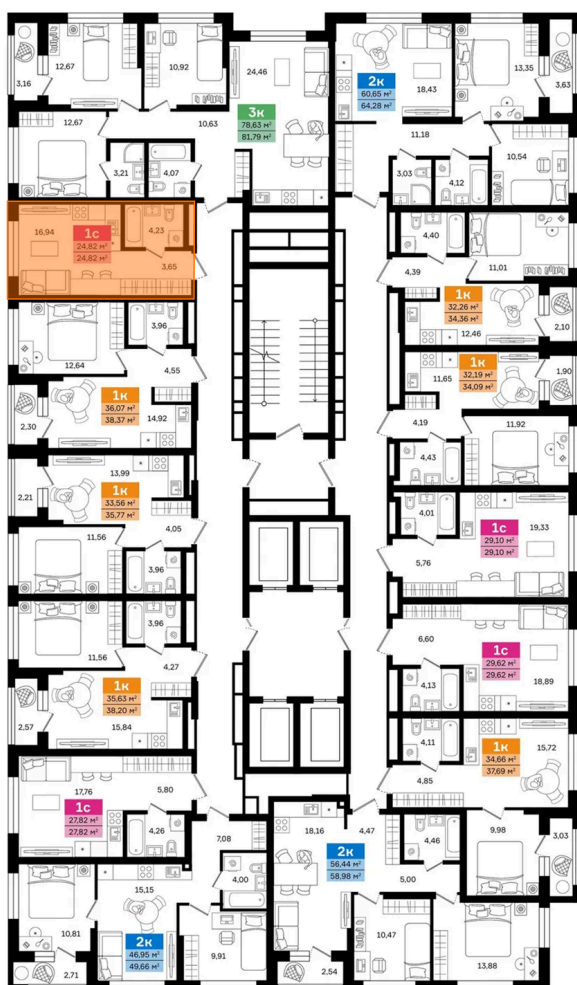 12,67
10,92
24,46
3,16
3к
78,63 м²
81,79 м²
2к
60,65 м²
64,28 м²
18,43
13,35
3,63
12,67
10,63
3,21
4,07
11,18
3,03
4,12
10,54
16,94
1с
24,82 м²
24,82 м²
4,23
3,65
4,40
4,39
11,01
1к
32,26 м²
34,36 м²
12,46
2,10
12,64
3,96
4,55
1к
36,07 м²
38,37 м²
14,92
2,30
1к
32,19 м²
34,09 м²
11,65
1,90
4,19
4,43
11,92
13,99
2,21
1к
33,56 м²
35,77 м²
4,05
11,56
3,96
4,01
1с
29,10 м²
29,10 м²
19,33
5,76
3,96
11,56
4,27
1к
35,63 м²
38,20 м²
2,57
15,84
6,60
1с
29,62 м²
29,62 м²
4,13
18,89
4,11
1к
34,66 м²
37,69 м²
15,72
4,85
17,76
5,80
1с
27,82 м²
27,82 м²
4,26
7,08
18,16
4,47
2к
56,44 м²
58,98 м²
4,46
5,00
9,98
3,03
4,00
15,15
10,81
2к
46,95 м²
49,66 м²
2,71
9,91
2,54
10,47
13,88